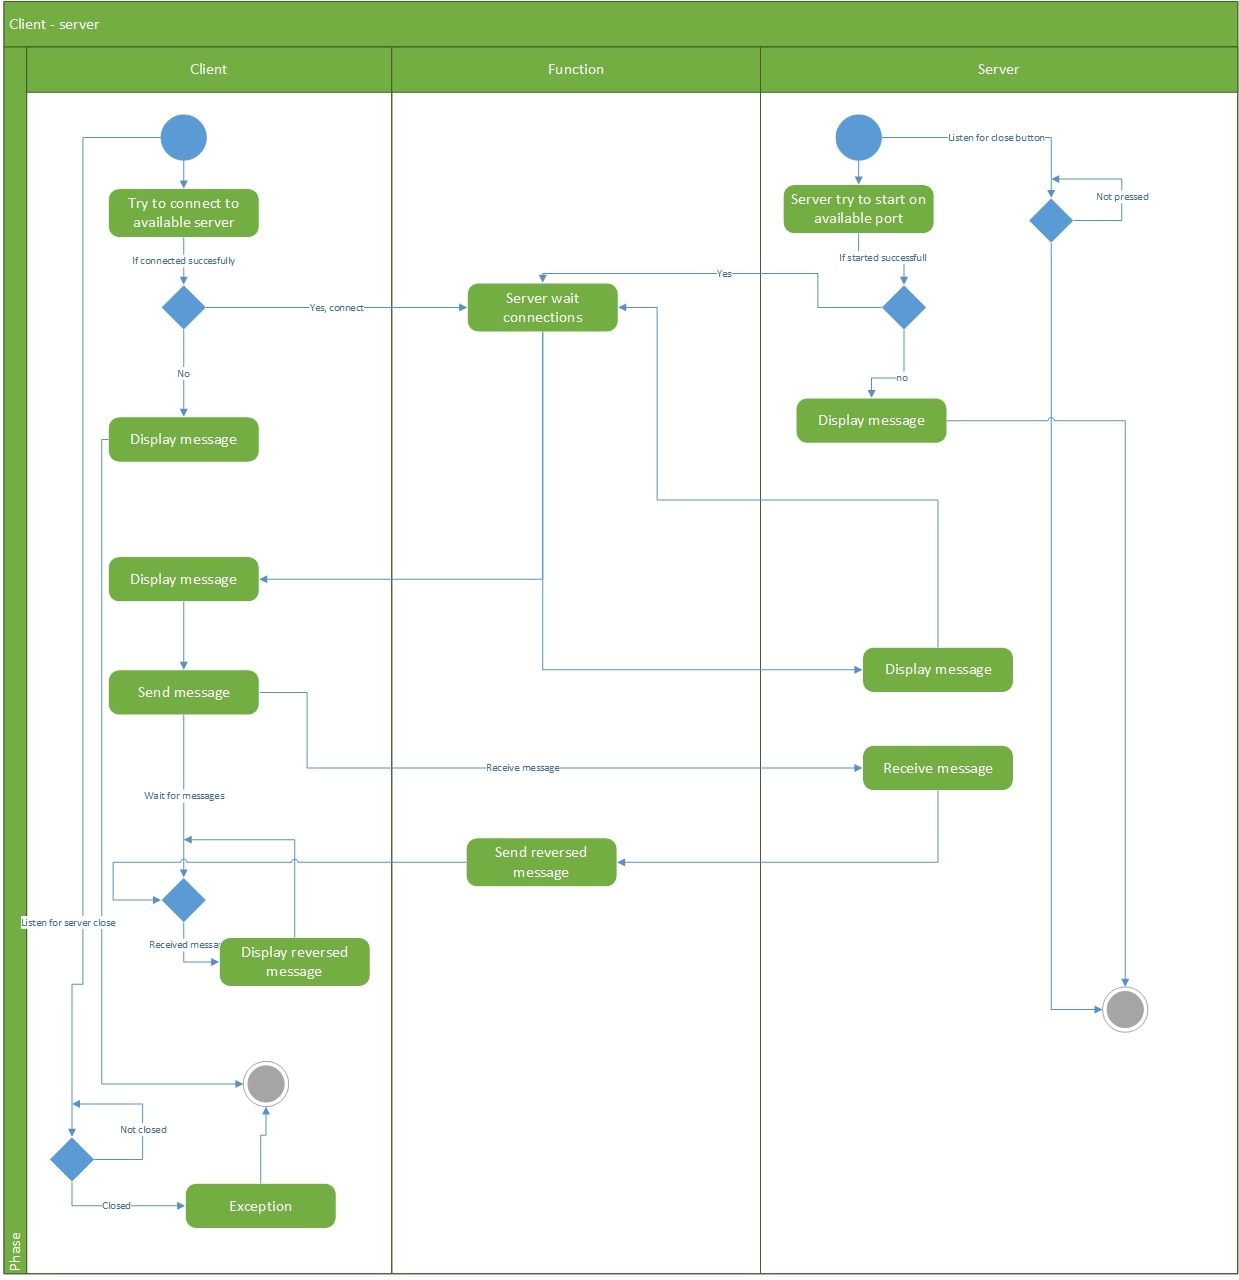 Client - server
Client
Function
Server
Listen for close button
Not pressed
Try to connect to
available server
Server try to start on
available port
If connected succesfully
If started successfull
Yes
Server wait
connections
Yes, connect
No
no
Display message
Display message
Display message
Display message
Send message
Receive message
Receive message
Wait for messages
Send reversed
message
Listen for server close
Received
Display reversed
message
Not closed
Closed
Exception
Phase